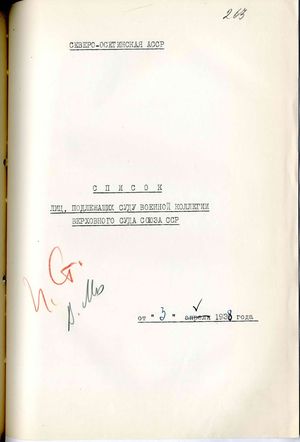 263
СЕВЕРО-ОСЕТИНСКАЯ АССР
С П И С О К
ЛИЦ, ПОДЛЕЖАЩИХ СУДУ ВОЕННОЙ КОЛЛЕГИИ
ВЕРХОВНОГО СУДА СОЮЗА ССР
И. Ст.
В. Мо
от " 3 " апреля 1938 года